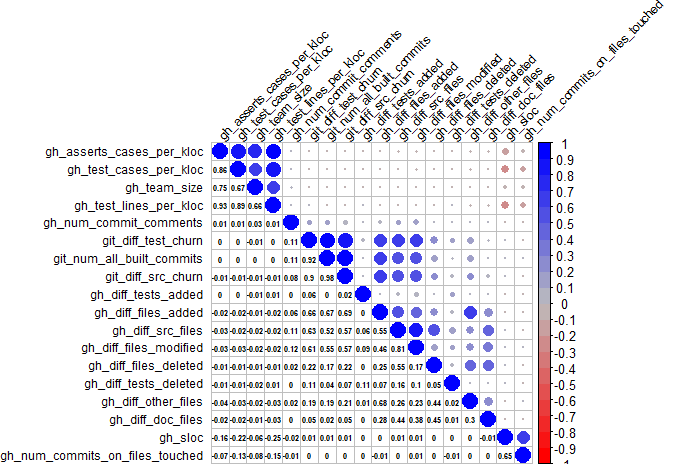 gh_asserts_cases_per_kloc
gh_test_cases_per_kloc
gh_team_size
gh_test_lines_per_kloc
gh_num_commit_comments
git_diff_test_churn
git_num_all_built_commits
git_diff_src_churn
gh_diff_tests_added
gh_diff_files_added
gh_diff_src_files
gh_diff_files_modified
gh_diff_files_deleted
gh_diff_tests_deleted
gh_diff_other_files
gh_diff_doc_files
gh_sloc
gh_num_commits_on_files_touched
gh_asserts_cases_per_kloc
gh_test_cases_per_kloc 0.86
gh_team_size 0.75 0.67
gh_test_lines_per_kloc 0.93 0.89 0.66
gh_num_commit_comments 0.01 0.01 0.03 0.01
git_diff_test_churn 0 0 -0.01 0 0.11
git_num_all_built_commits 0 0 0 0 0.11 0.92
git_diff_src_churn -0.01 -0.01 -0.01 -0.01 0.08 0.9 0.98
gh_diff_tests_added 0 0 -0.01 0.01 0 0.06 0 0.02
gh_diff_files_added -0.02 -0.02 -0.01 -0.02 0.06 0.66 0.67 0.69 0
gh_diff_src_files -0.03 -0.02 -0.02 -0.02 0.11 0.63 0.52 0.57 0.06 0.55
gh_diff_files_modified -0.03 -0.03 -0.02 -0.02 0.12 0.61 0.55 0.57 0.09 0.46 0.81
gh_diff_files_deleted -0.01 -0.01 -0.01 -0.01 0.02 0.22 0.17 0.22 0 0.25 0.55 0.17
gh_diff_tests_deleted -0.01 -0.01 -0.02 0.01 0 0.11 0.04 0.07 0.11 0.07 0.16 0.1 0.05
gh_diff_other_files -0.04 -0.03 -0.02 -0.03 0.02 0.19 0.19 0.21 0.01 0.68 0.26 0.23 0.44 0.02
gh_diff_doc_files -0.01 -0.01 -0.01 -0.02 0 0.05 0.02 0.05 0 0.28 0.44 0.38 0.45 0.01 0.3
gh_sloc -0.16 -0.22 -0.06 -0.25 -0.02 0.01 0.01 0.01 0 0 0.01 0.01 0 0 0 -0.01
gh_num_commits_on_files_touched -0.07 -0.13 -0.08 -0.15 -0.01 0 0 0 0 -0.01 0 0.01 0 -0.01 0 0 0.65
1
0.9
0.8
0.7
0.6
0.5
0.4
0.3
0.2
0.1
0
-0.1
-0.2
-0.3
-0.4
-0.5
-0.6
-0.7
-0.8
-0.9